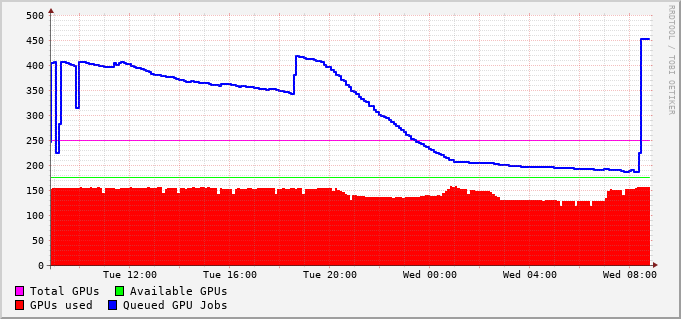 500
450
400
350
300
250
200
150
100
50
0
Tue 12:00 Tue 16:00 Tue 20:00 Wed 00:00 Wed 04:00 Wed 08:00
Total GPUs Available GPUs
GPUs used Queued GPU Jobs
RRDTOOL / TOBI OETIKER